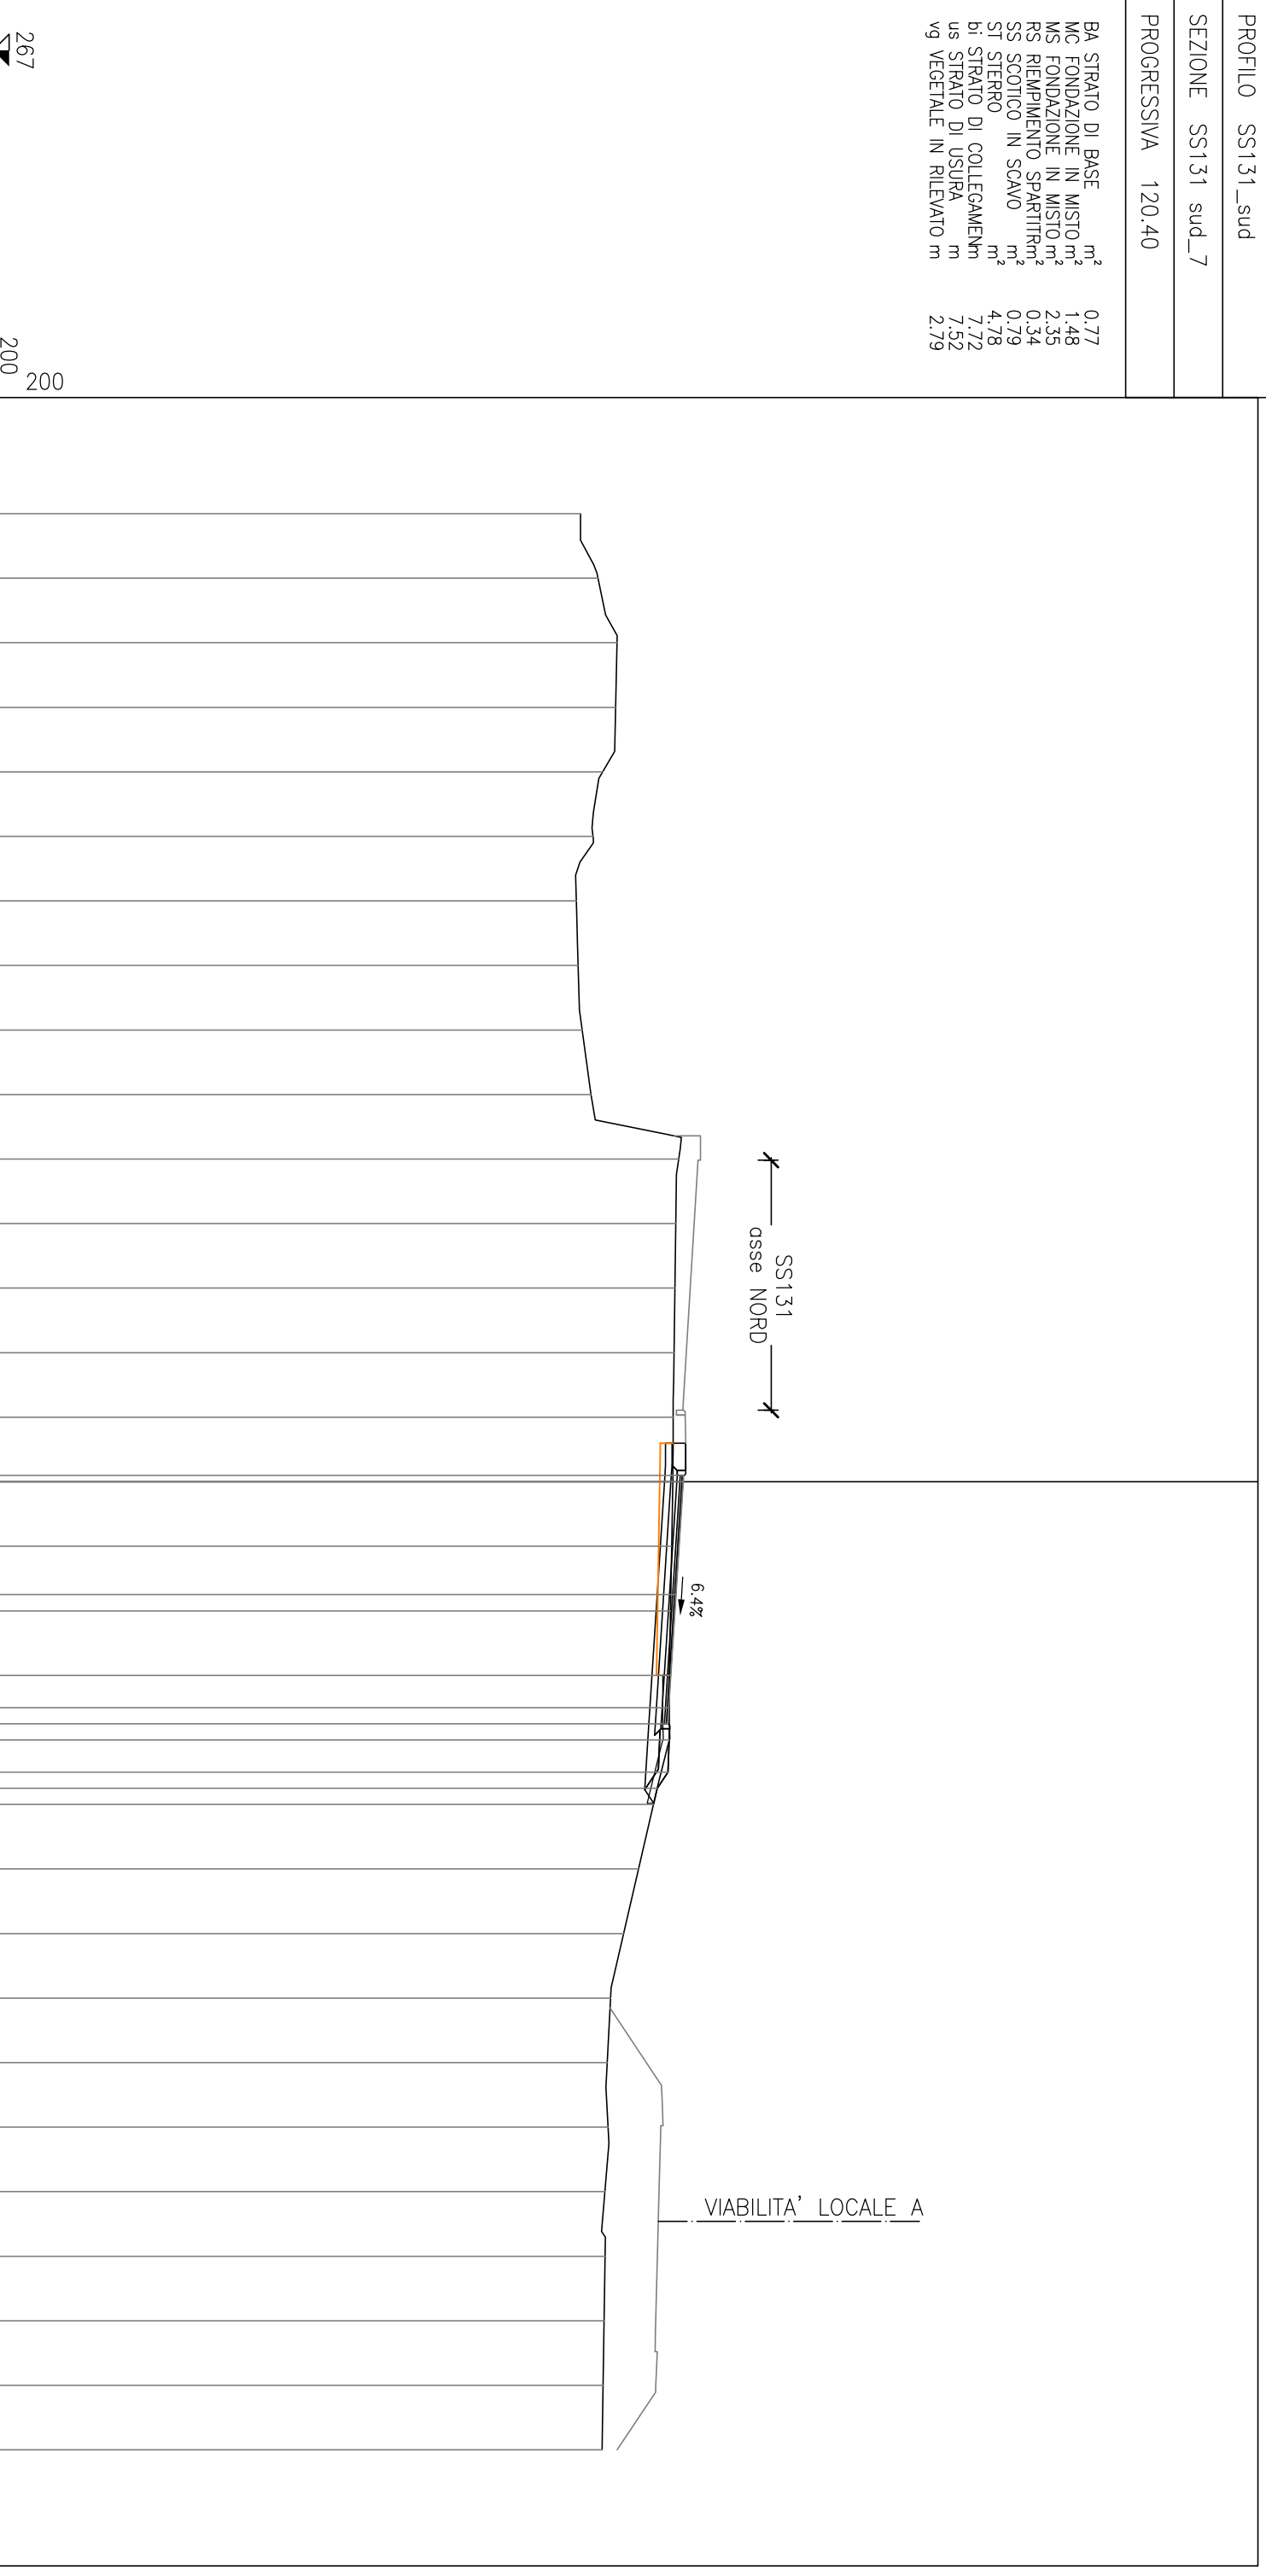 PROFILO SS131_sud
SEZIONE SS131 sud_7
PROGRESSIVA 120.40
BA STRATO DI BASE m² 0.77
MC FONDAZIONE IN MISTO m² 1.48
MS FONDAZIONE IN MISTO m² 2.35
RS RIEMPIMENTO SPARTITR m² 0.34
SS SCOTICO IN SCAVO m² 0.79
ST STERRO m² 4.78
bi STRATO DI COLLEGAMEN m 7.72
us STRATO DI USURA m 7.52
vg VEGETALE IN RILEVATO m 2.79
SS131
asse NORD
6.4%
VIABILITA' LOCALE A
267
200
200